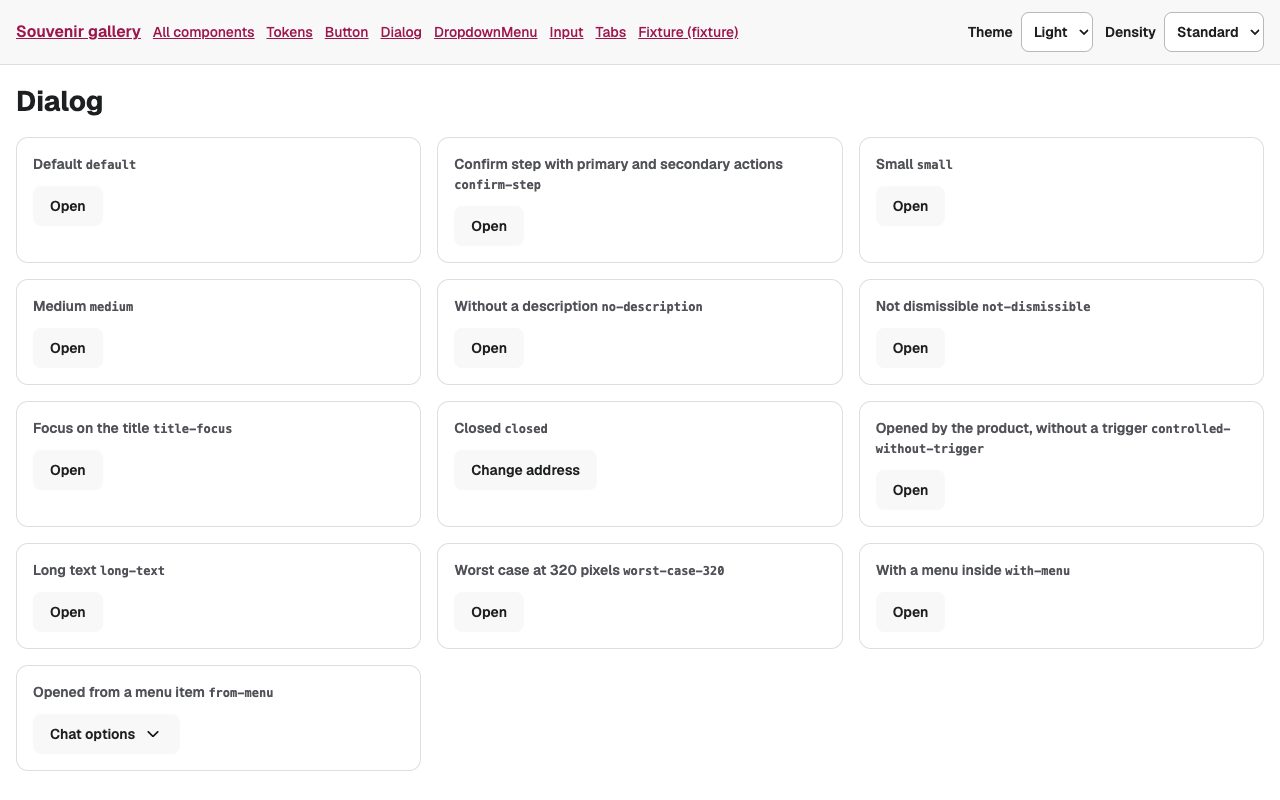 Souvenir gallery All components Tokens Button Dialog DropdownMenu Input Tabs Fixture (fixture) Theme Light Density Standard
Dialog
Default default
Open
Confirm step with primary and secondary actions
confirm-step
Open
Small small
Open
Medium medium
Open
Without a description no-description
Open
Not dismissible not-dismissible
Open
Focus on the title title-focus
Open
Closed closed
Change address
Opened by the product, without a trigger controlled-
without-trigger
Open
Long text long-text
Open
Worst case at 320 pixels worst-case-320
Open
With a menu inside with-menu
Open
Opened from a menu item from-menu
Chat options